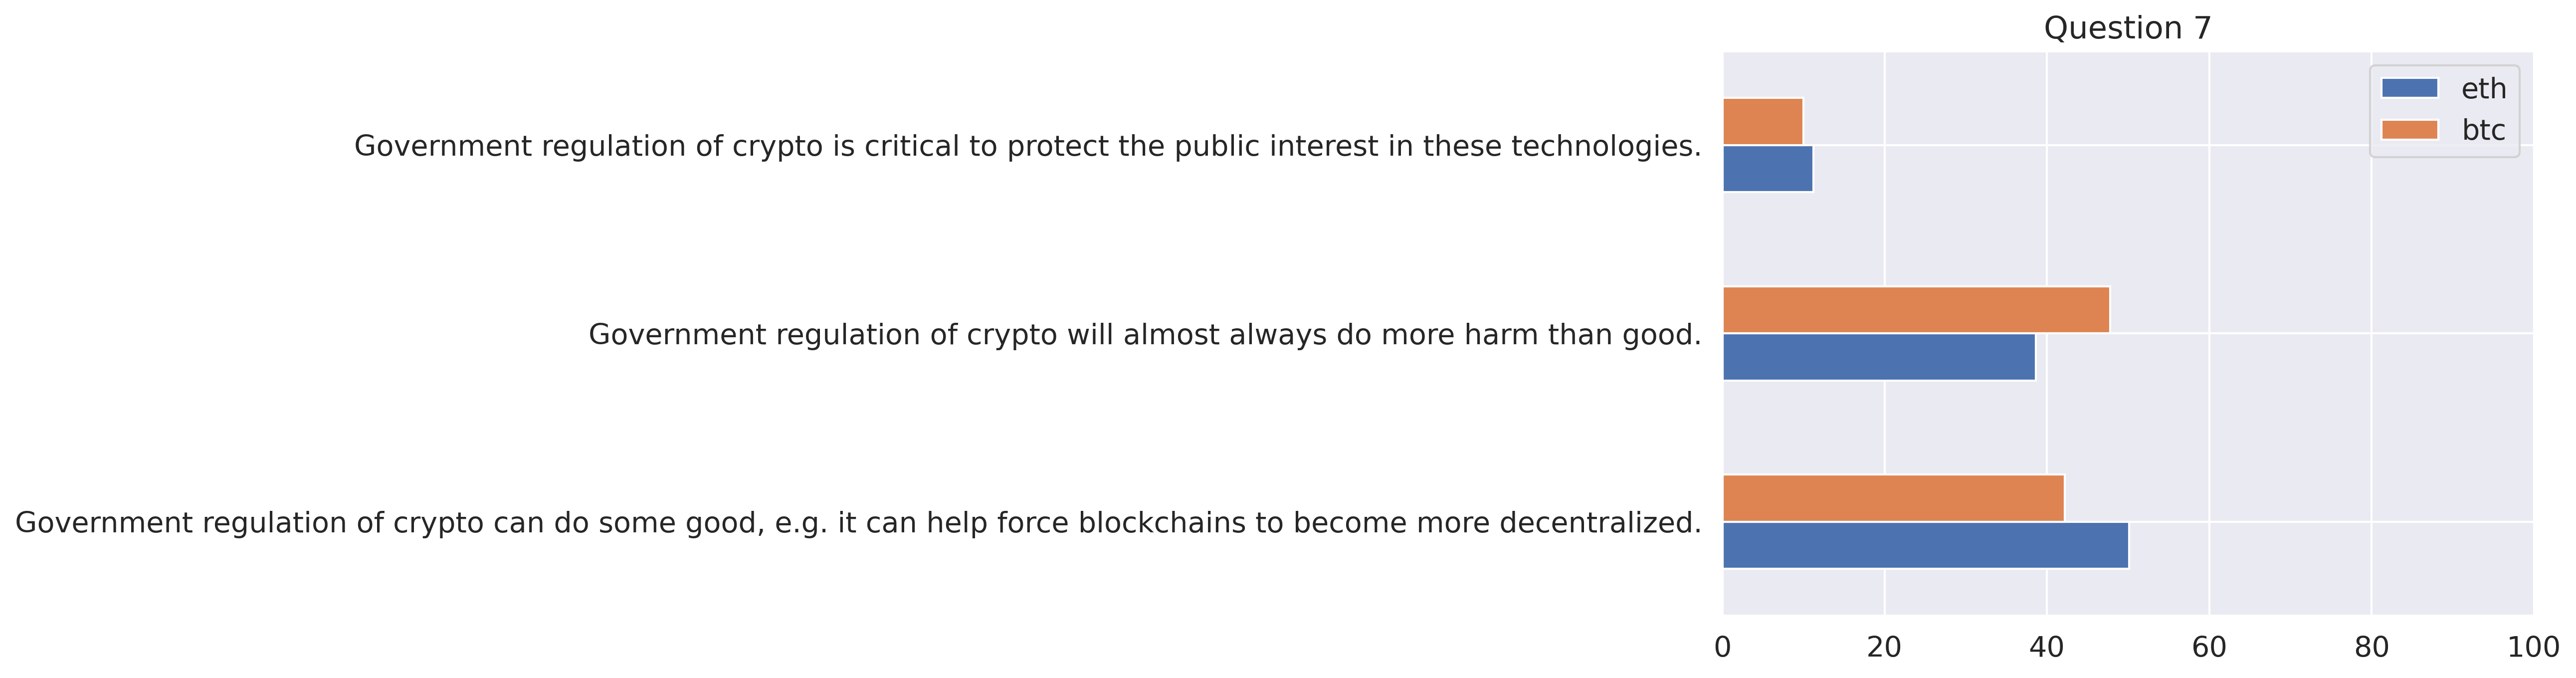 Question 7
eth
btc
Government regulation of crypto is critical to protect the public interest in these technologies.
Government regulation of crypto will almost always do more harm than good.
Government regulation of crypto can do some good, e.g. it can help force blockchains to become more decentralized.
0 20 40 60 80 100